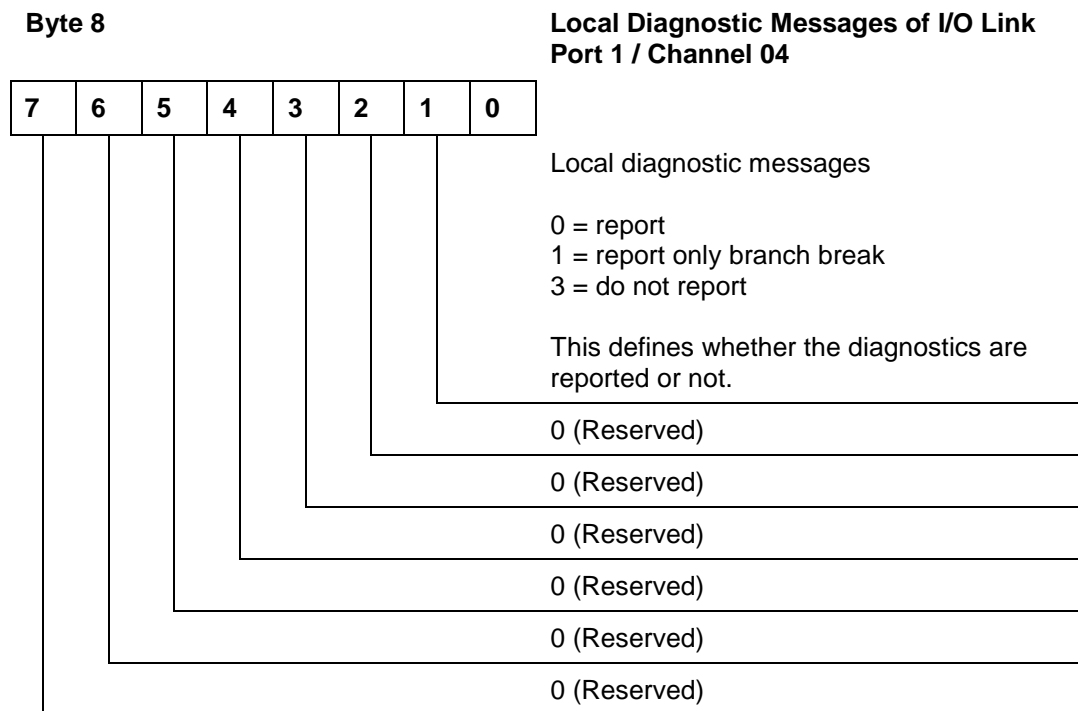 Byte 8
Local Diagnostic Messages of I/O Link
Port 1 / Channel 04
7 6 5 4 3 2 1 0
Local diagnostic messages
0 = report
1 = report only branch break
3 = do not report
This defines whether the diagnostics are
reported or not.
0 (Reserved)
0 (Reserved)
0 (Reserved)
0 (Reserved)
0 (Reserved)
0 (Reserved)